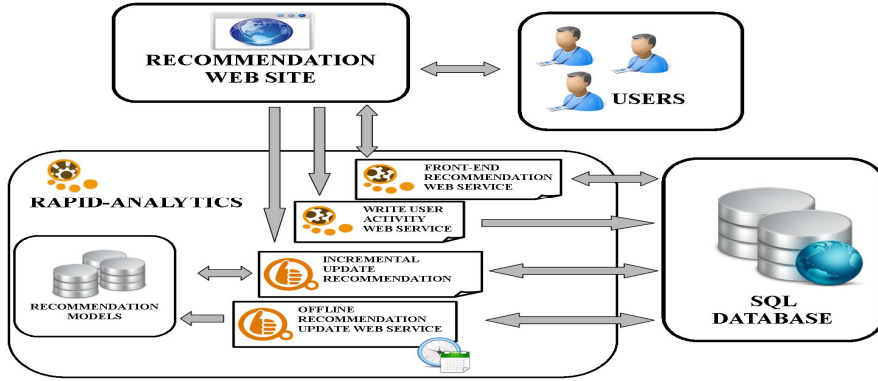 RECOMMENDATION
WEB SITE
USERS
RAPID-ANALYTICS
FRONT-END
RECOMMENDATION
WEB SERVICE
WRITE USER
ACTIVITY
WEB SERVICE
INCREMENTAL
UPDATE
RECOMMENDATION
RECOMMENDATION
MODELS
OFFLINE
RECOMMENDATION
UPDATE WEB SERVICE
SQL
DATABASE